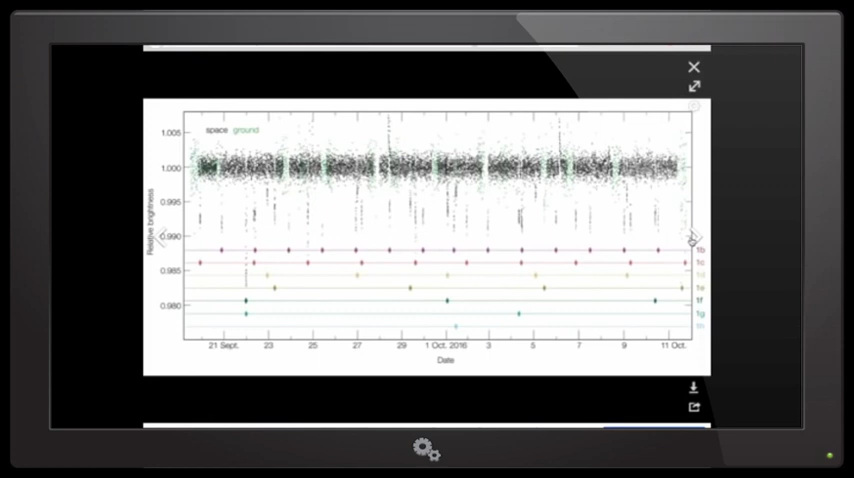 1.005
space ground
1.000
0.995
0.990
0.985
0.980
Relative brightness
1b
1c
1d
1e
1f
1g
1h
21 Sept. 23 25 27 29 1 Oct. 2016 3 5 7 9 11 Oct.
Date